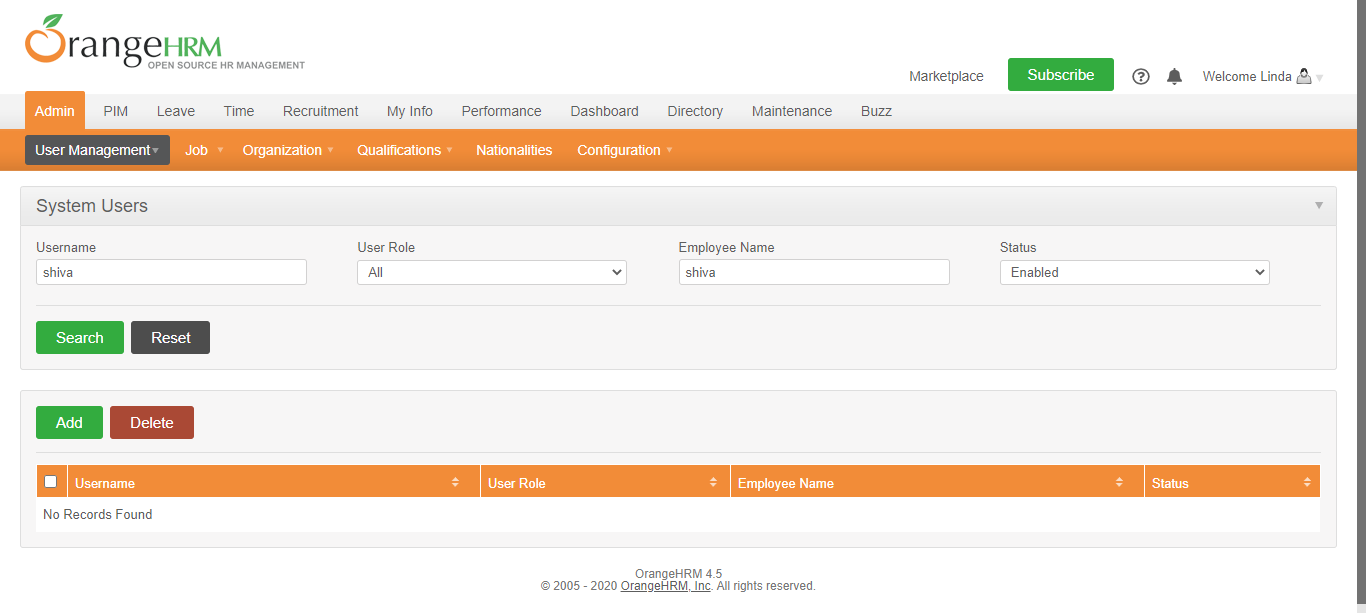 OrangeHRM
OPEN SOURCE HR MANAGEMENT
Marketplace Subscribe ? Welcome Linda
Admin PIM Leave Time Recruitment My Info Performance Dashboard Directory Maintenance Buzz
User Management Job Organization Qualifications Nationalities Configuration
System Users
Username User Role Employee Name Status
shiva All shiva Enabled
Search Reset
Add Delete
Username User Role Employee Name Status
No Records Found
OrangeHRM 4.5
© 2005 - 2020 OrangeHRM, Inc. All rights reserved.